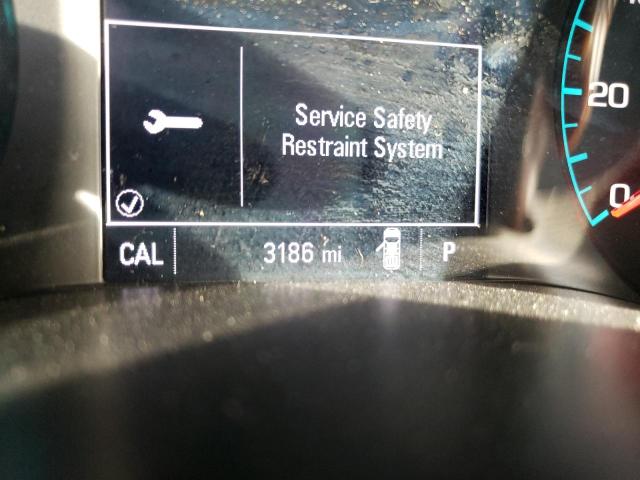 Service Safety
Restraint System
20
0
CAL 3186 mi P